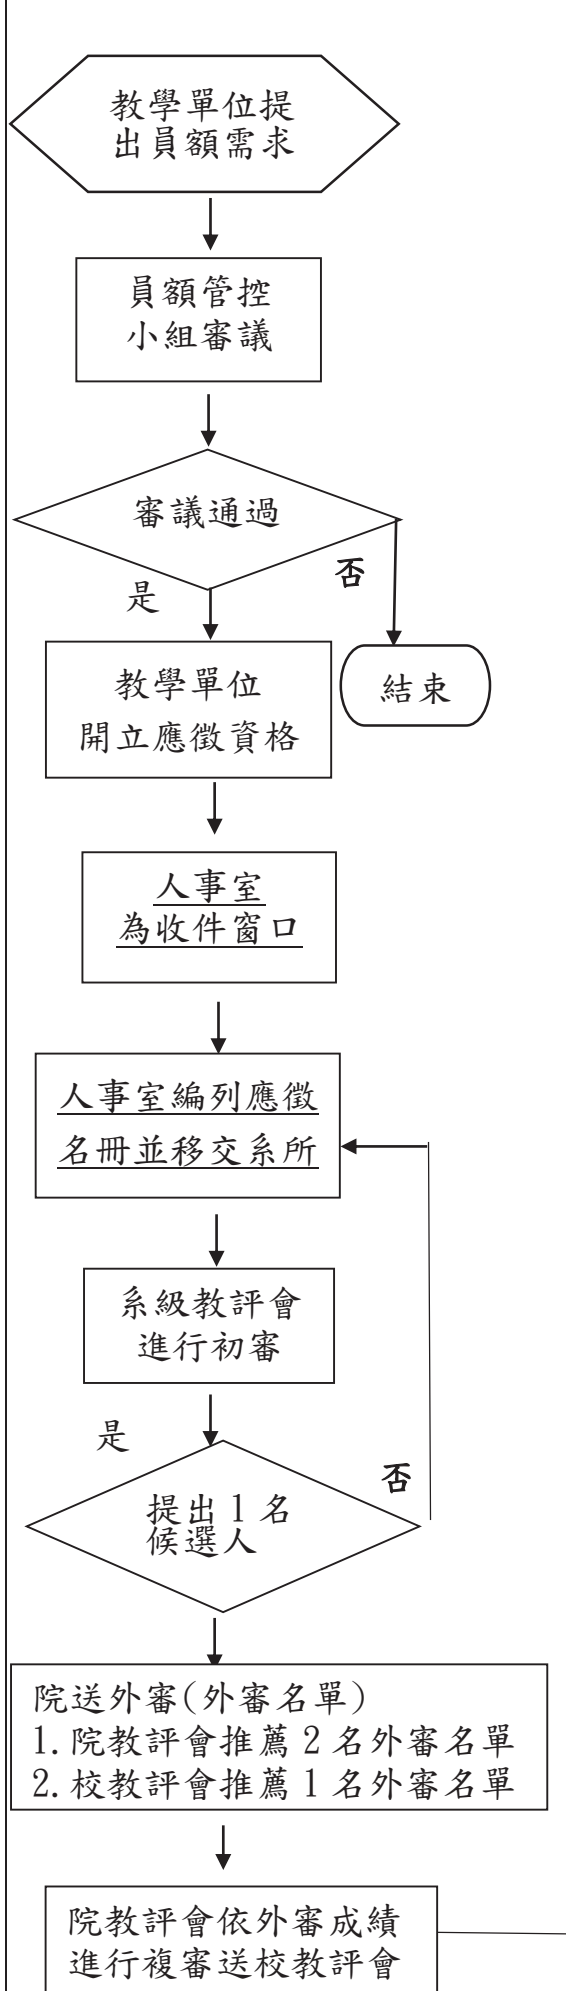 教學單位提
出員額需求
員額管控
小組審議
審議通過
否
是
教學單位
開立應徵資格
結束
人事室
為收件窗口
人事室編列應徵
名冊並移交系所
系級教評會
進行初審
是
否
提出1名
候選人
院送外審(外審名單)
1.院教評會推薦2名外審名單
2.校教評會推薦1名外審名單
院教評會依外審成績
進行複審送校教評會